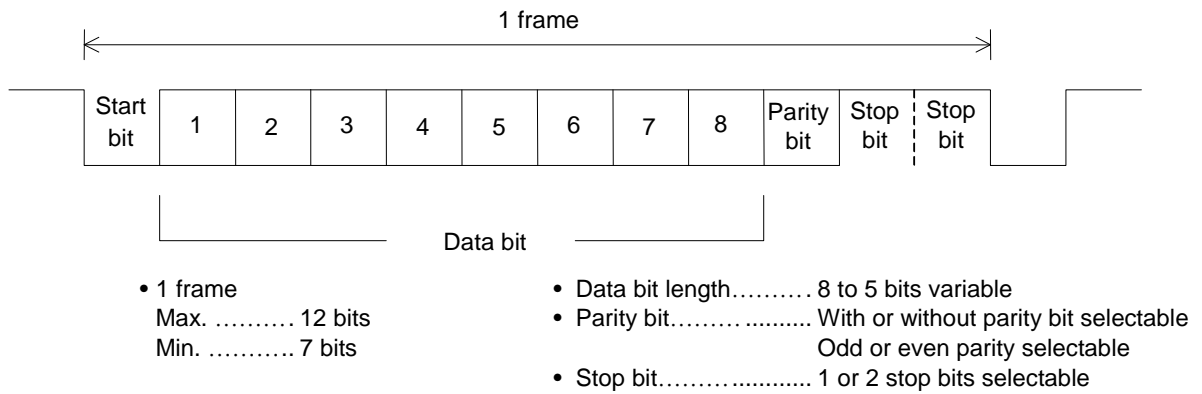 1 frame
Start bit 1 2 3 4 5 6 7 8 Parity bit Stop bit Stop bit
Data bit
• 1 frame
Max. .......... 12 bits
Min. ........... 7 bits
• Data bit length.......... 8 to 5 bits variable
• Parity bit......... .......... With or without parity bit selectable
Odd or even parity selectable
• Stop bit..................... 1 or 2 stop bits selectable